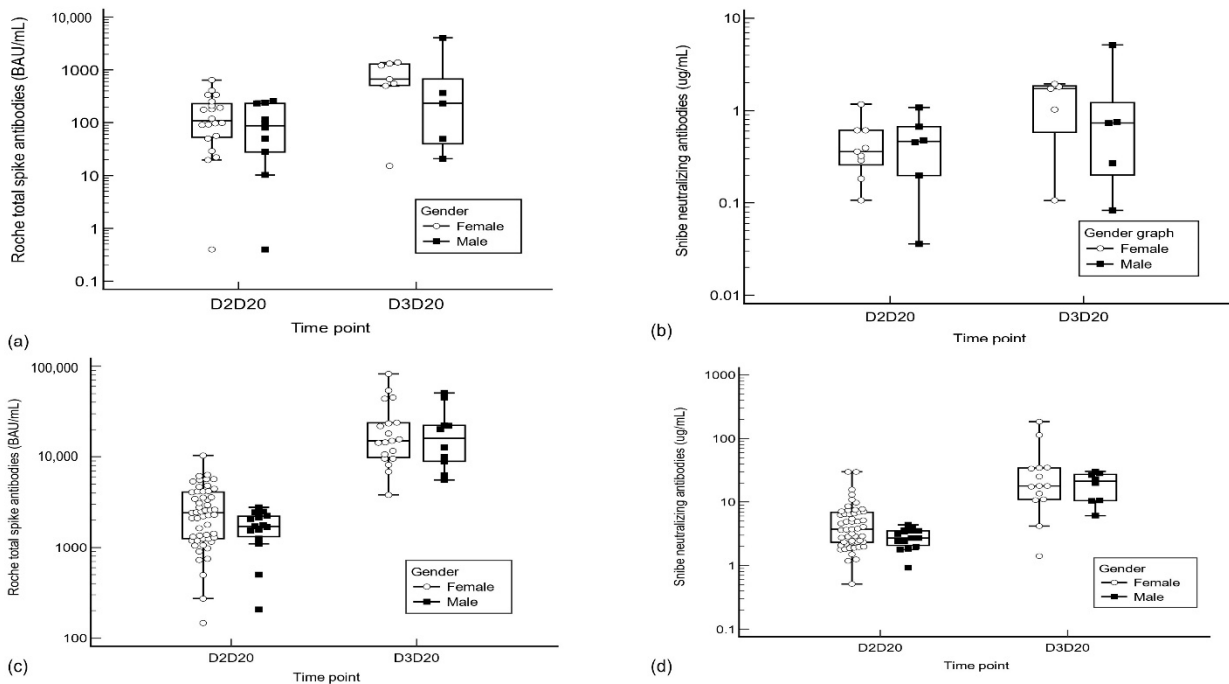 Roche total spike antibodies (BAU/mL)
10,000
1000
100
10
1
0.1
Gender
Female
Male
D2D20
D3D20
Time point
(a)
Snibe neutralizing antibodies (ug/mL)
10
1
0.1
0.01
Gender graph
Female
Male
D2D20
D3D20
Time point
(b)
Roche total spike antibodies (BAU/mL)
100,000
10,000
1000
100
Gender
Female
Male
D2D20
D3D20
Time point
(c)
Snibe neutralizing antibodies (ug/mL)
1000
100
10
1
0.1
Gender
Female
Male
D2D20
D3D20
Time point
(d)